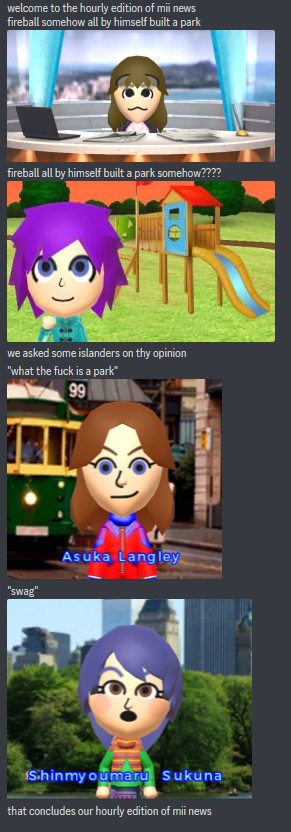 welcome to the hourly edition of mii news
fireball somehow all by himself built a park
fireball all by himself built a park somehow????
we asked some islanders on thy opinion
"what the fuck is a park"
99
Asuka Langley
"swag"
Shinmyoumaru Sukuna
that concludes our hourly edition of mii news